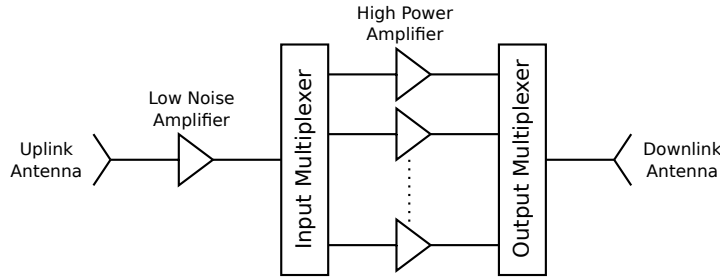 High Power
Amplifier
Low Noise
Amplifier
Uplink
Antenna
Input Multiplexer
Output Multiplexer
Downlink
Antenna